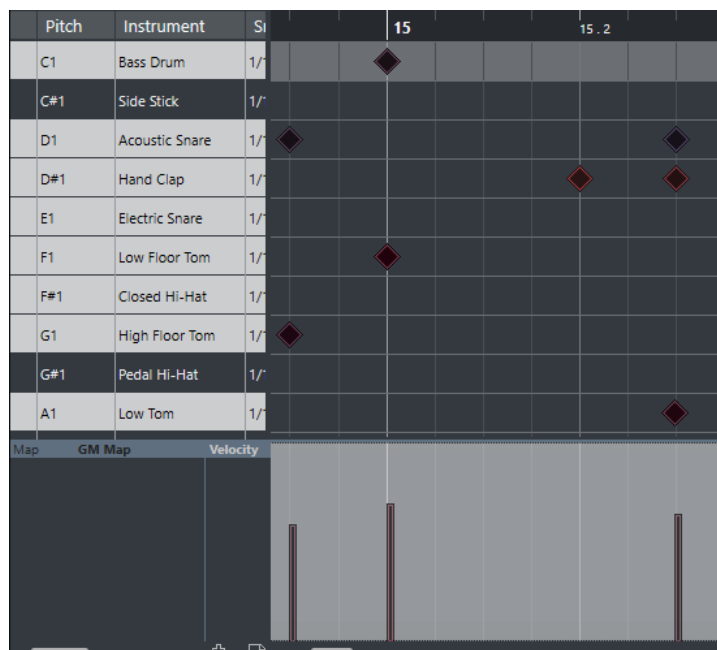 Pitch Instrument 15 15.2
C1 Bass Drum
C#1 Side Stick
D1 Acoustic Snare
D#1 Hand Clap
E1 Electric Snare
F1 Low Floor Tom
F#1 Closed Hi-Hat
G1 High Floor Tom
G#1 Pedal Hi-Hat
A1 Low Tom
Map GM Map Velocity